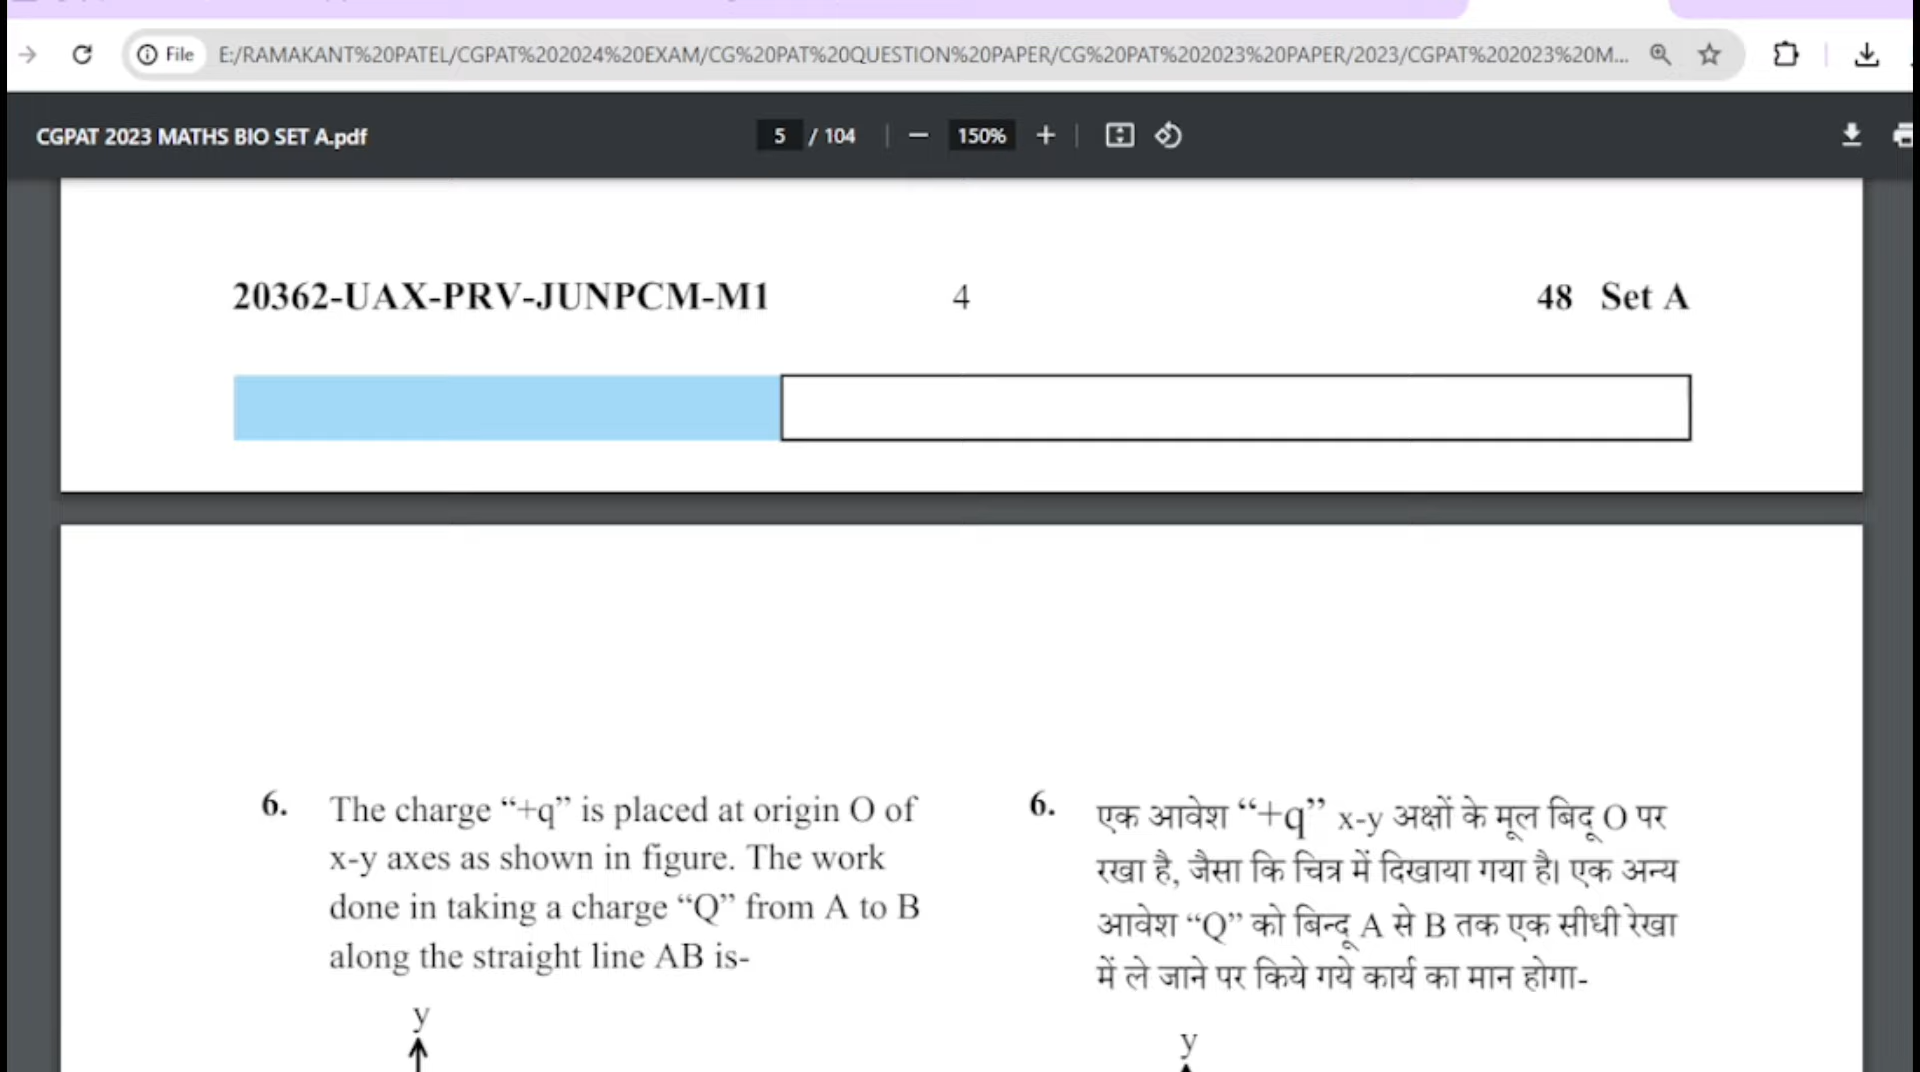 File E:/RAMAKANT%20PATEL/CGPAT%202024%20EXAM/CG%20PAT%20QUESTION%20PAPER/CG%20PAT%202023%20PAPER/2023/CGPAT%202023%20M...
CGPAT 2023 MATHS BIO SET A.pdf 5 / 104 150%
20362-UAX-PRV-JUNPCM-M1 4 48 Set A
6. The charge “+q” is placed at origin O of
x-y axes as shown in figure. The work
done in taking a charge “Q” from A to B
along the straight line AB is-
y
6. एक आवेश “+q” x-y अक्षों के मूल बिदू O पर
रखा है, जैसा कि चित्र में दिखाया गया है। एक अन्य
आवेश “Q” को बिन्दू A से B तक एक सीधी रेखा
में ले जाने पर किये गये कार्य का मान होगा-
y